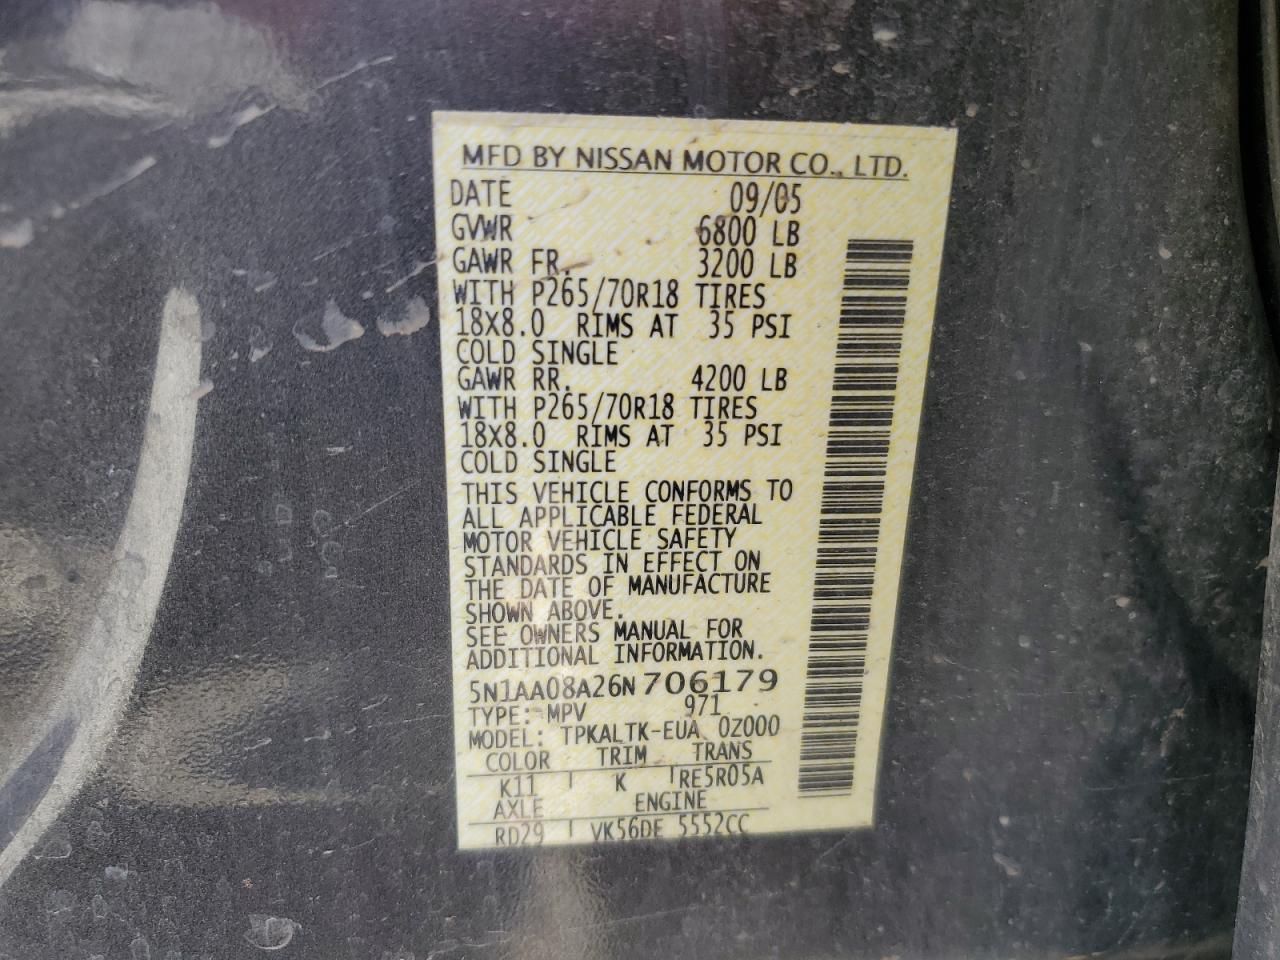 MFD BY NISSAN MOTOR CO., LTD.
DATE 09/05
GVWR 6800 LB
GAWR FR. 3200 LB
WITH P265/70R18 TIRES
18X8.0 RIMS AT 35 PSI
COLD SINGLE
GAWR RR. 4200 LB
WITH P265/70R18 TIRES
18X8.0 RIMS AT 35 PSI
COLD SINGLE
THIS VEHICLE CONFORMS TO
ALL APPLICABLE FEDERAL
MOTOR VEHICLE SAFETY
STANDARDS IN EFFECT ON
THE DATE OF MANUFACTURE
SHOWN ABOVE.
SEE OWNERS MANUAL FOR
ADDITIONAL INFORMATION.
5N1AA08A26N706179
TYPE: MPV 971
MODEL: TPKALTK-EUA 0Z000
COLOR TRIM TRANS
K11 K RE5R05A
AXLE ENGINE
RD29 VK56DE 5552CC